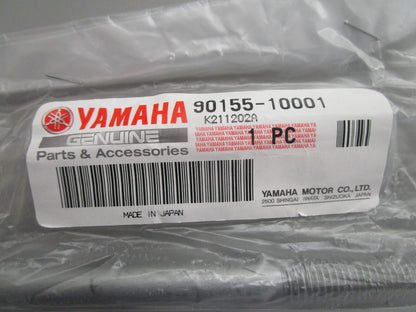 YAMAHA 90155-10001
K211202A
GENUINE
Parts & Accessories
1 PC
MADE IN JAPAN
YAMAHA MOTOR CO., LTD.
2500 SHINGAI IWATA SHIZUOKA JAPAN